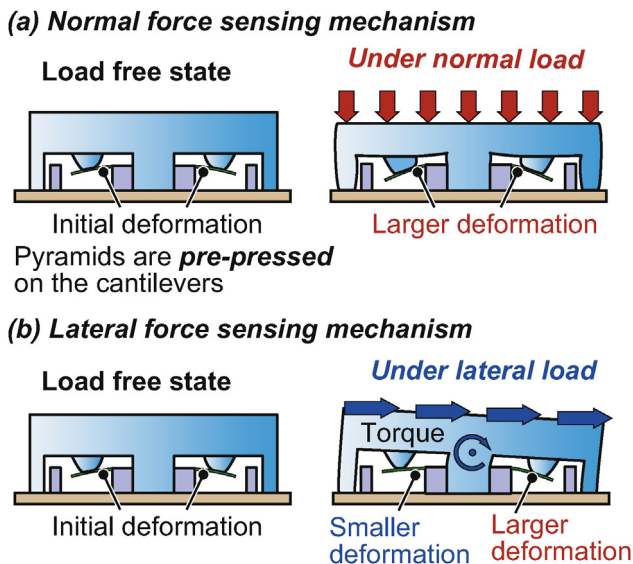 (a) Normal force sensing mechanism
Load free state
Under normal load
Initial deformation
Larger deformation
Pyramids are pre-pressed
on the cantilevers
(b) Lateral force sensing mechanism
Load free state
Under lateral load
Torque
Initial deformation
Smaller
deformation
Larger
deformation